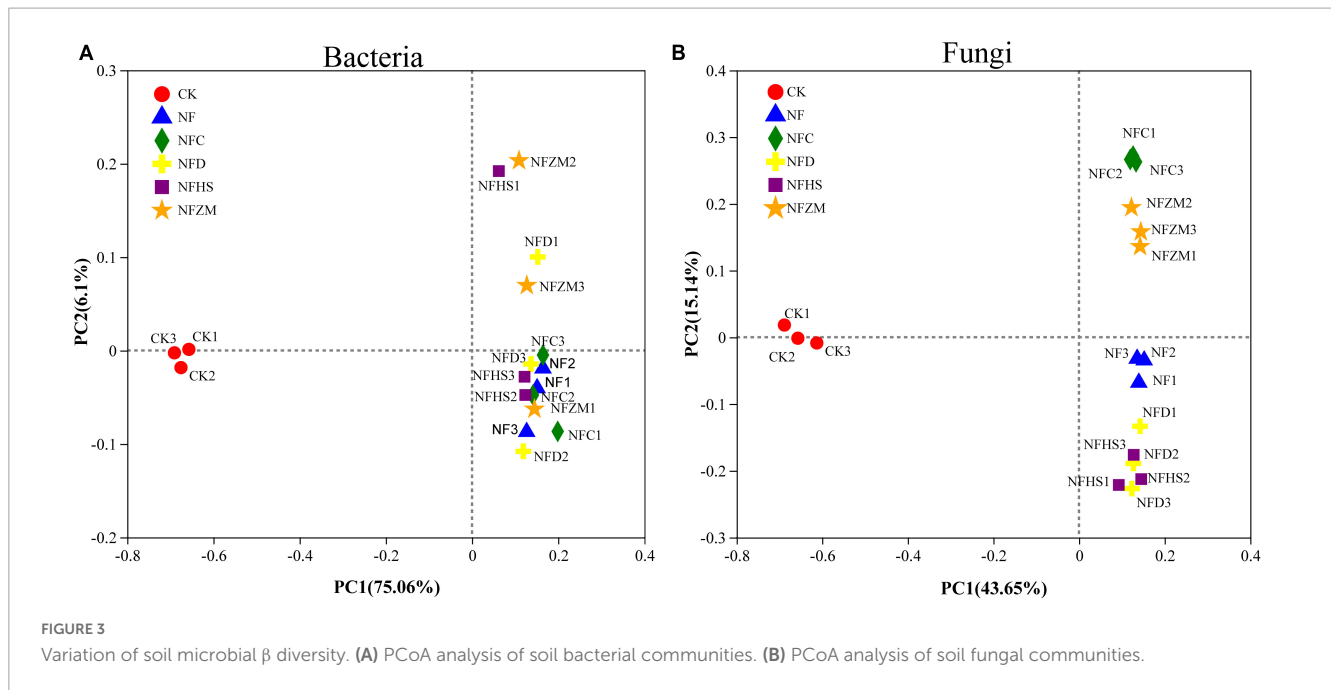 A
Bacteria
0.3
0.2
0.1
0
-0.1
-0.2
PC2(6.1%)
CK
NF
NFC
NFD
NFHS
NFZM
NFZM2
NFHS1
NFD1
NFZM3
CK3
CK1
CK2
NFC3
NFD3
NF2
NFHS3
NF1
NFHS2
NFC2
NFZM1
NF3
NFC1
NFD2
-0.8
-0.6
-0.4
-0.2
0
0.2
0.4
PC1(75.06%)
B
Fungi
0.4
0.3
0.2
0.1
0
-0.1
-0.2
-0.3
PC2(15.14%)
CK
NF
NFC
NFD
NFHS
NFZM
NFC1
NFC2
NFC3
NFZM2
NFZM3
NFZM1
CK1
CK2
CK3
NF3
NF2
NF1
NFD1
NFHS3
NFD2
NFHS1
NFHS2
NFD3
-0.8
-0.6
-0.4
-0.2
0
0.2
0.4
PC1(43.65%)
FIGURE 3
Variation of soil microbial β diversity. (A) PCoA analysis of soil bacterial communities. (B) PCoA analysis of soil fungal communities.